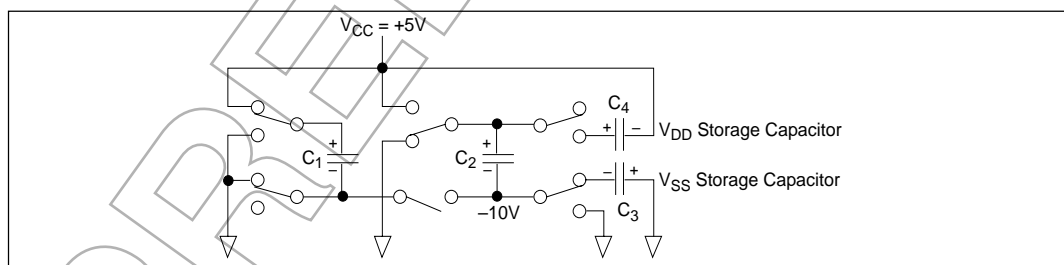 V_CC = +5V
C_4
+ − V_DD Storage Capacitor
+
C_1
−
+
C_2
−
− + V_SS Storage Capacitor
C_3
−10V